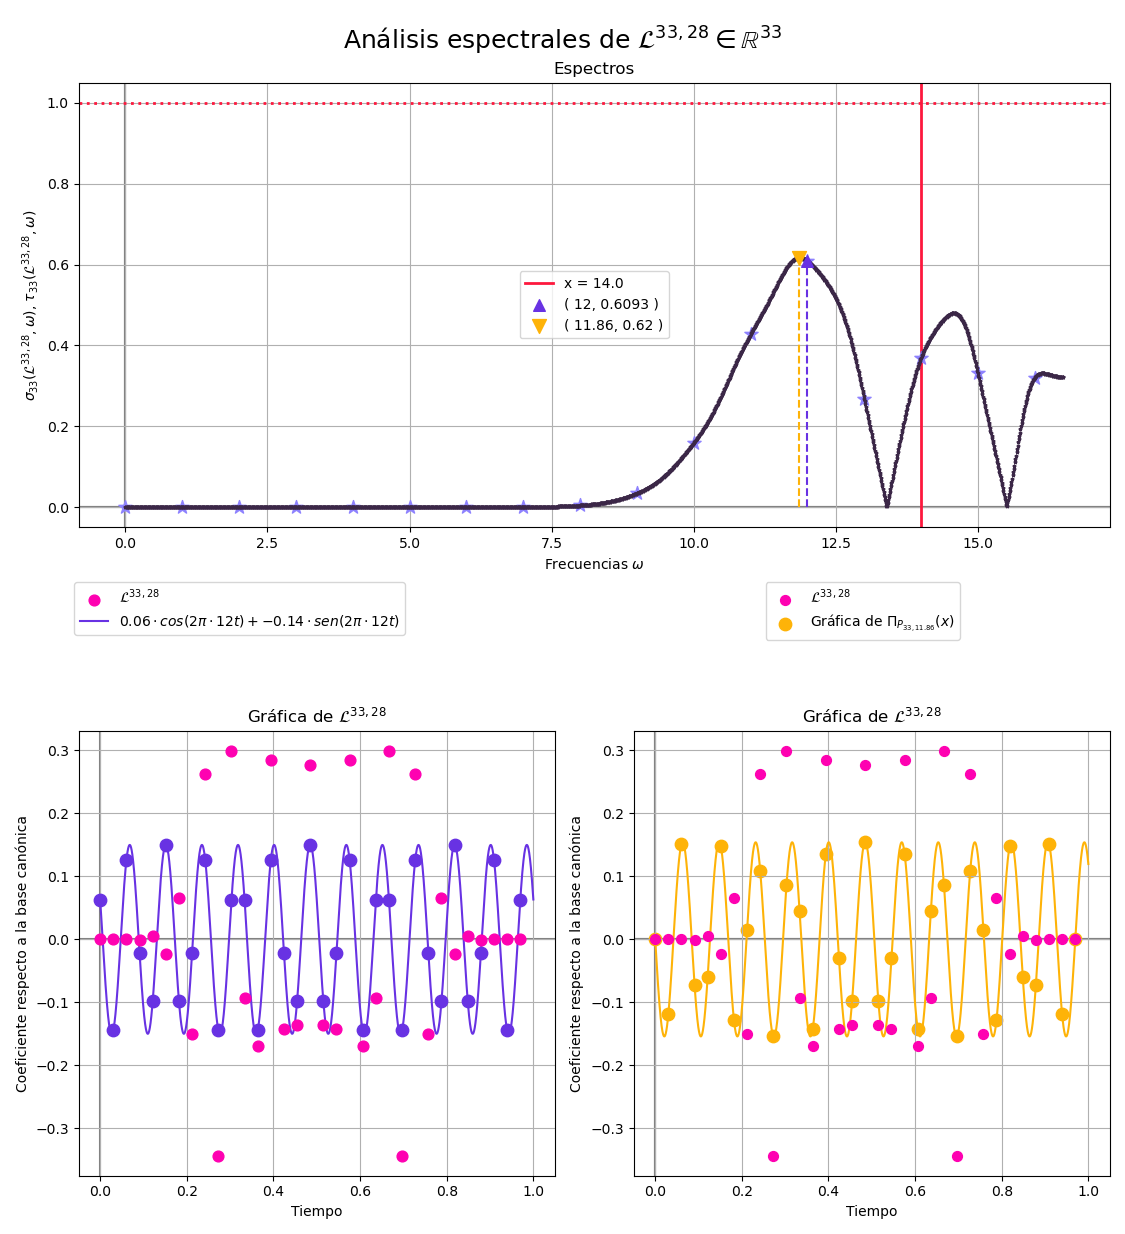 Análisis espectrales de ℒ^{33,28} ∈ ℝ^{33}
Espectros
1.0
0.8
0.6
0.4
0.2
0.0
σ_{33}(ℒ^{33,28}, ω), τ_{33}(ℒ^{33,28}, ω)
x = 14.0
( 12, 0.6093 )
( 11.86, 0.62 )
0.0 2.5 5.0 7.5 10.0 12.5 15.0
Frecuencias ω
ℒ^{33,28}
0.06 · cos(2π · 12t) + −0.14 · sen(2π · 12t)
ℒ^{33,28}
Gráfica de Π_{P_{33,11.86}}(x)
Gráfica de ℒ^{33,28}
0.3
0.2
0.1
0.0
−0.1
−0.2
−0.3
Coeficiente respecto a la base canónica
0.0 0.2 0.4 0.6 0.8 1.0
Tiempo
Gráfica de ℒ^{33,28}
0.3
0.2
0.1
0.0
−0.1
−0.2
−0.3
Coeficiente respecto a la base canónica
0.0 0.2 0.4 0.6 0.8 1.0
Tiempo